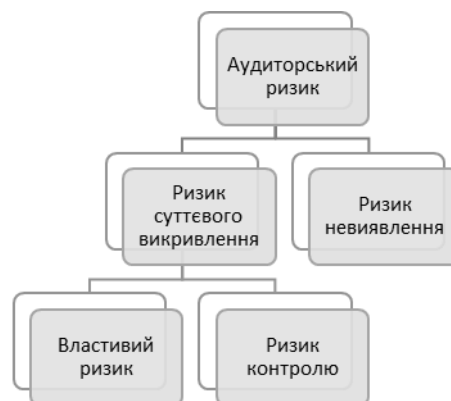 Аудиторський
ризик
Ризик
суттєвого
викривлення
Ризик
невиявлення
Властивий
ризик
Ризик
контролю